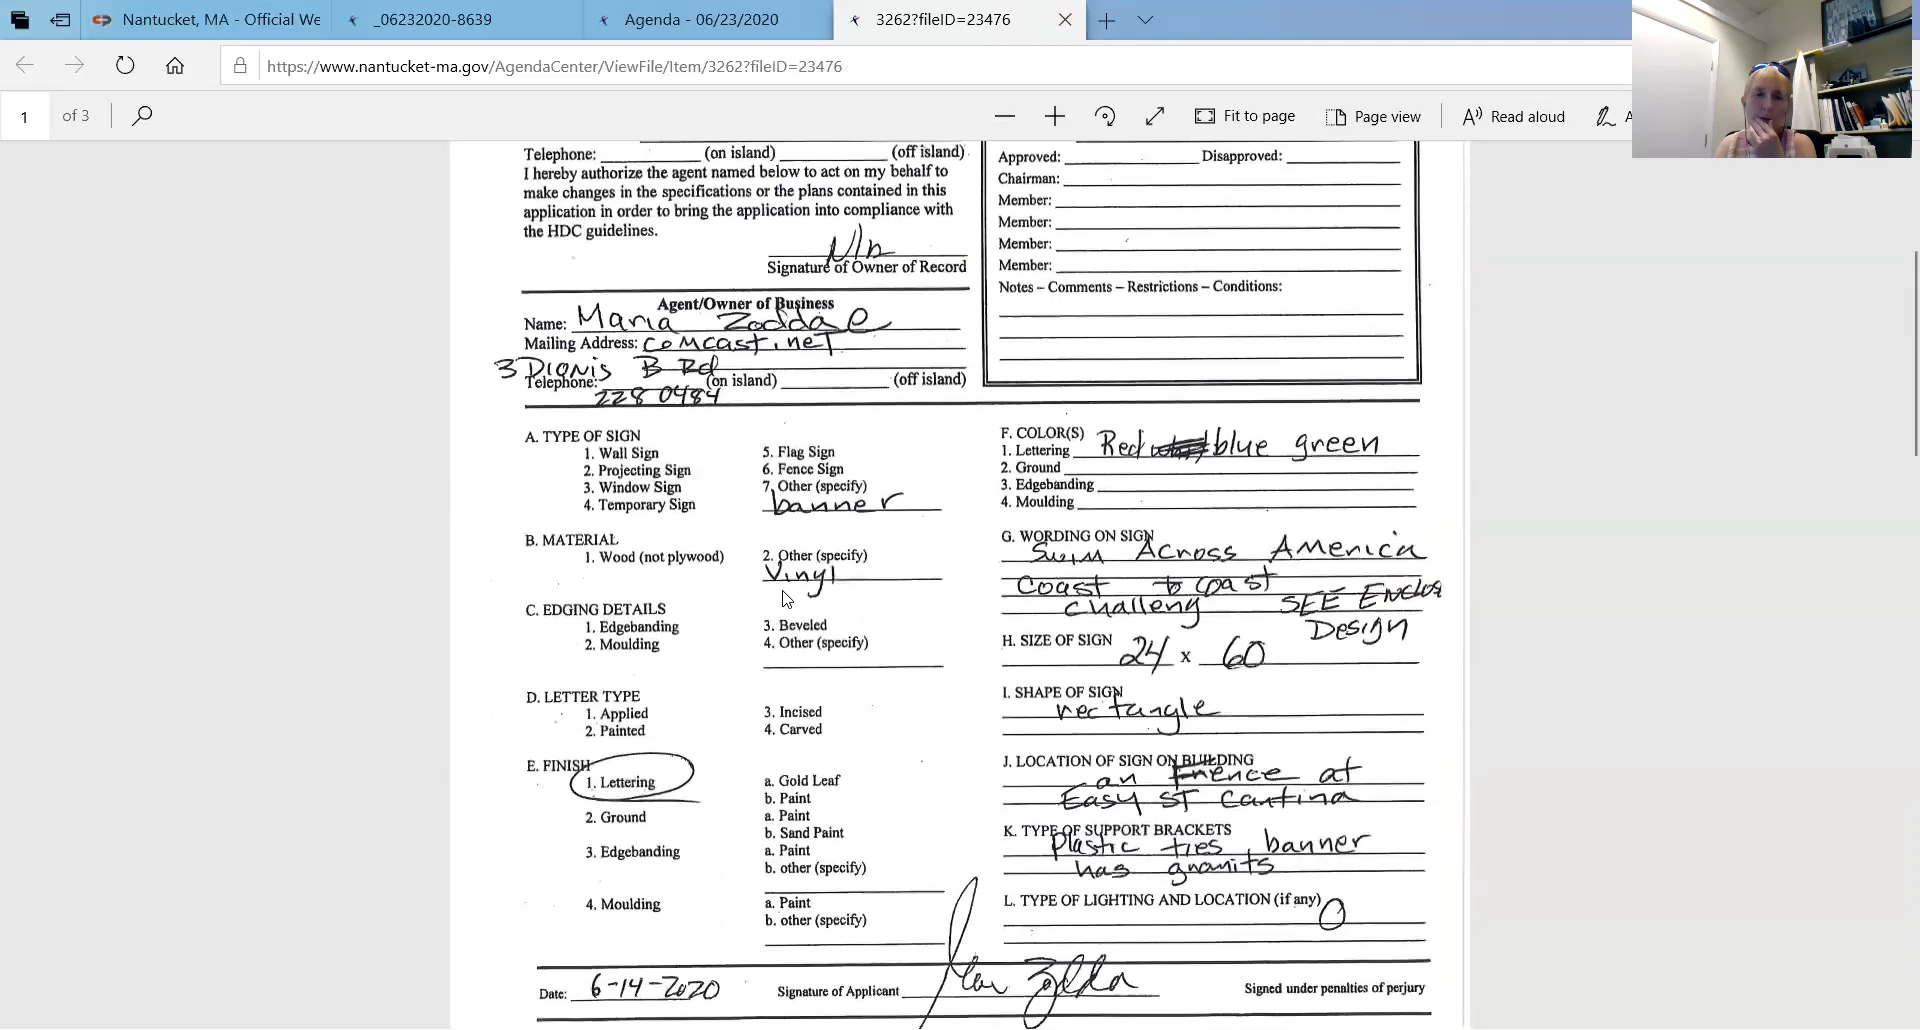 Nantucket, MA - Official We
_06232020-8639
Agenda - 06/23/2020
3262?fileID=23476
https://www.nantucket-ma.gov/AgendaCenter/ViewFile/Item/3262?fileID=23476
1 of 3
Fit to page
Page view
Read aloud
Telephone: (on island) (off island)
I hereby authorize the agent named below to act on my behalf to
make changes in the specifications or the plans contained in this
application in order to bring the application into compliance with
the HDC guidelines.
Signature of Owner of Record
Agent/Owner of Business
Name: Maria Zodda e
Mailing Address: comcast.net
3 Dionis B Rd
Telephone: (on island) (off island)
228 0484
Approved: Disapproved:
Chairman:
Member:
Member:
Member:
Member:
Notes – Comments – Restrictions – Conditions:
A. TYPE OF SIGN
1. Wall Sign
2. Projecting Sign
3. Window Sign
4. Temporary Sign
5. Flag Sign
6. Fence Sign
7. Other (specify)
banner
B. MATERIAL
1. Wood (not plywood)
2. Other (specify)
Vinyl
C. EDGING DETAILS
1. Edgebanding
2. Moulding
3. Beveled
4. Other (specify)
D. LETTER TYPE
1. Applied
2. Painted
3. Incised
4. Carved
E. FINISH
1. Lettering
2. Ground
3. Edgebanding
4. Moulding
a. Gold Leaf
b. Paint
a. Paint
b. Sand Paint
a. Paint
b. other (specify)
a. Paint
b. other (specify)
F. COLOR(S)
1. Lettering Red blue green
2. Ground
3. Edgebanding
4. Moulding
G. WORDING ON SIGN
Swim Across America
Coast to Coast
Challeng SEE Enclos
Design
H. SIZE OF SIGN
24 x 60
I. SHAPE OF SIGN
rectangle
J. LOCATION OF SIGN ON BUILDING
an at
Easy ST Cantina
K. TYPE OF SUPPORT BRACKETS
Plastic ties, banner
has gromits
L. TYPE OF LIGHTING AND LOCATION (if any) 0
Date: 6-14-2020
Signature of Applicant
Signed under penalties of perjury